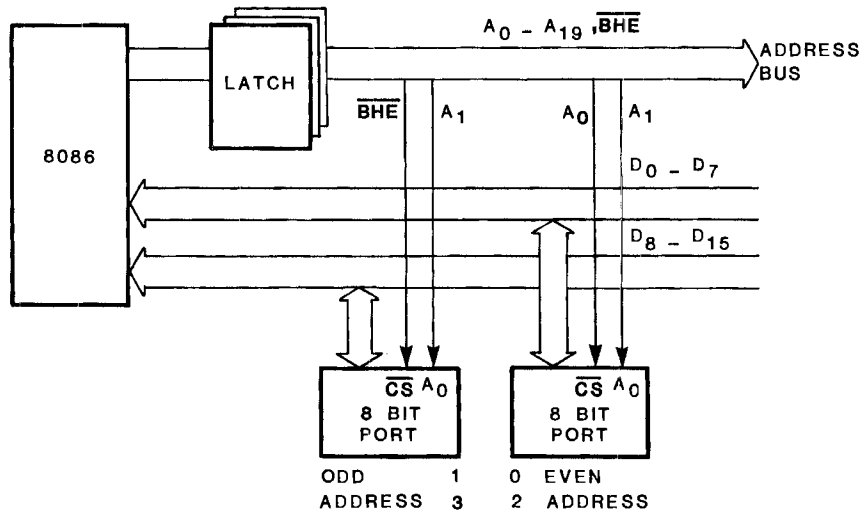 A0 – A19 ,BHE
ADDRESS
BUS
LATCH
BHE
A1
A0
A1
8086
D0 – D7
D8 – D15
CS A0
8 BIT
PORT
CS A0
8 BIT
PORT
ODD 1
ADDRESS 3
0 EVEN
2 ADDRESS